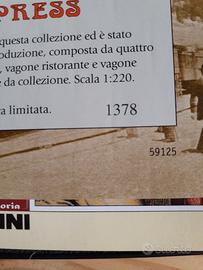 PRESS
questa collezione ed è stato
oduzione, composta da quattro
, vagone ristorante e vagone
e da collezione. Scala 1:220.
a limitata.
1378
59125
oria
INI
subito